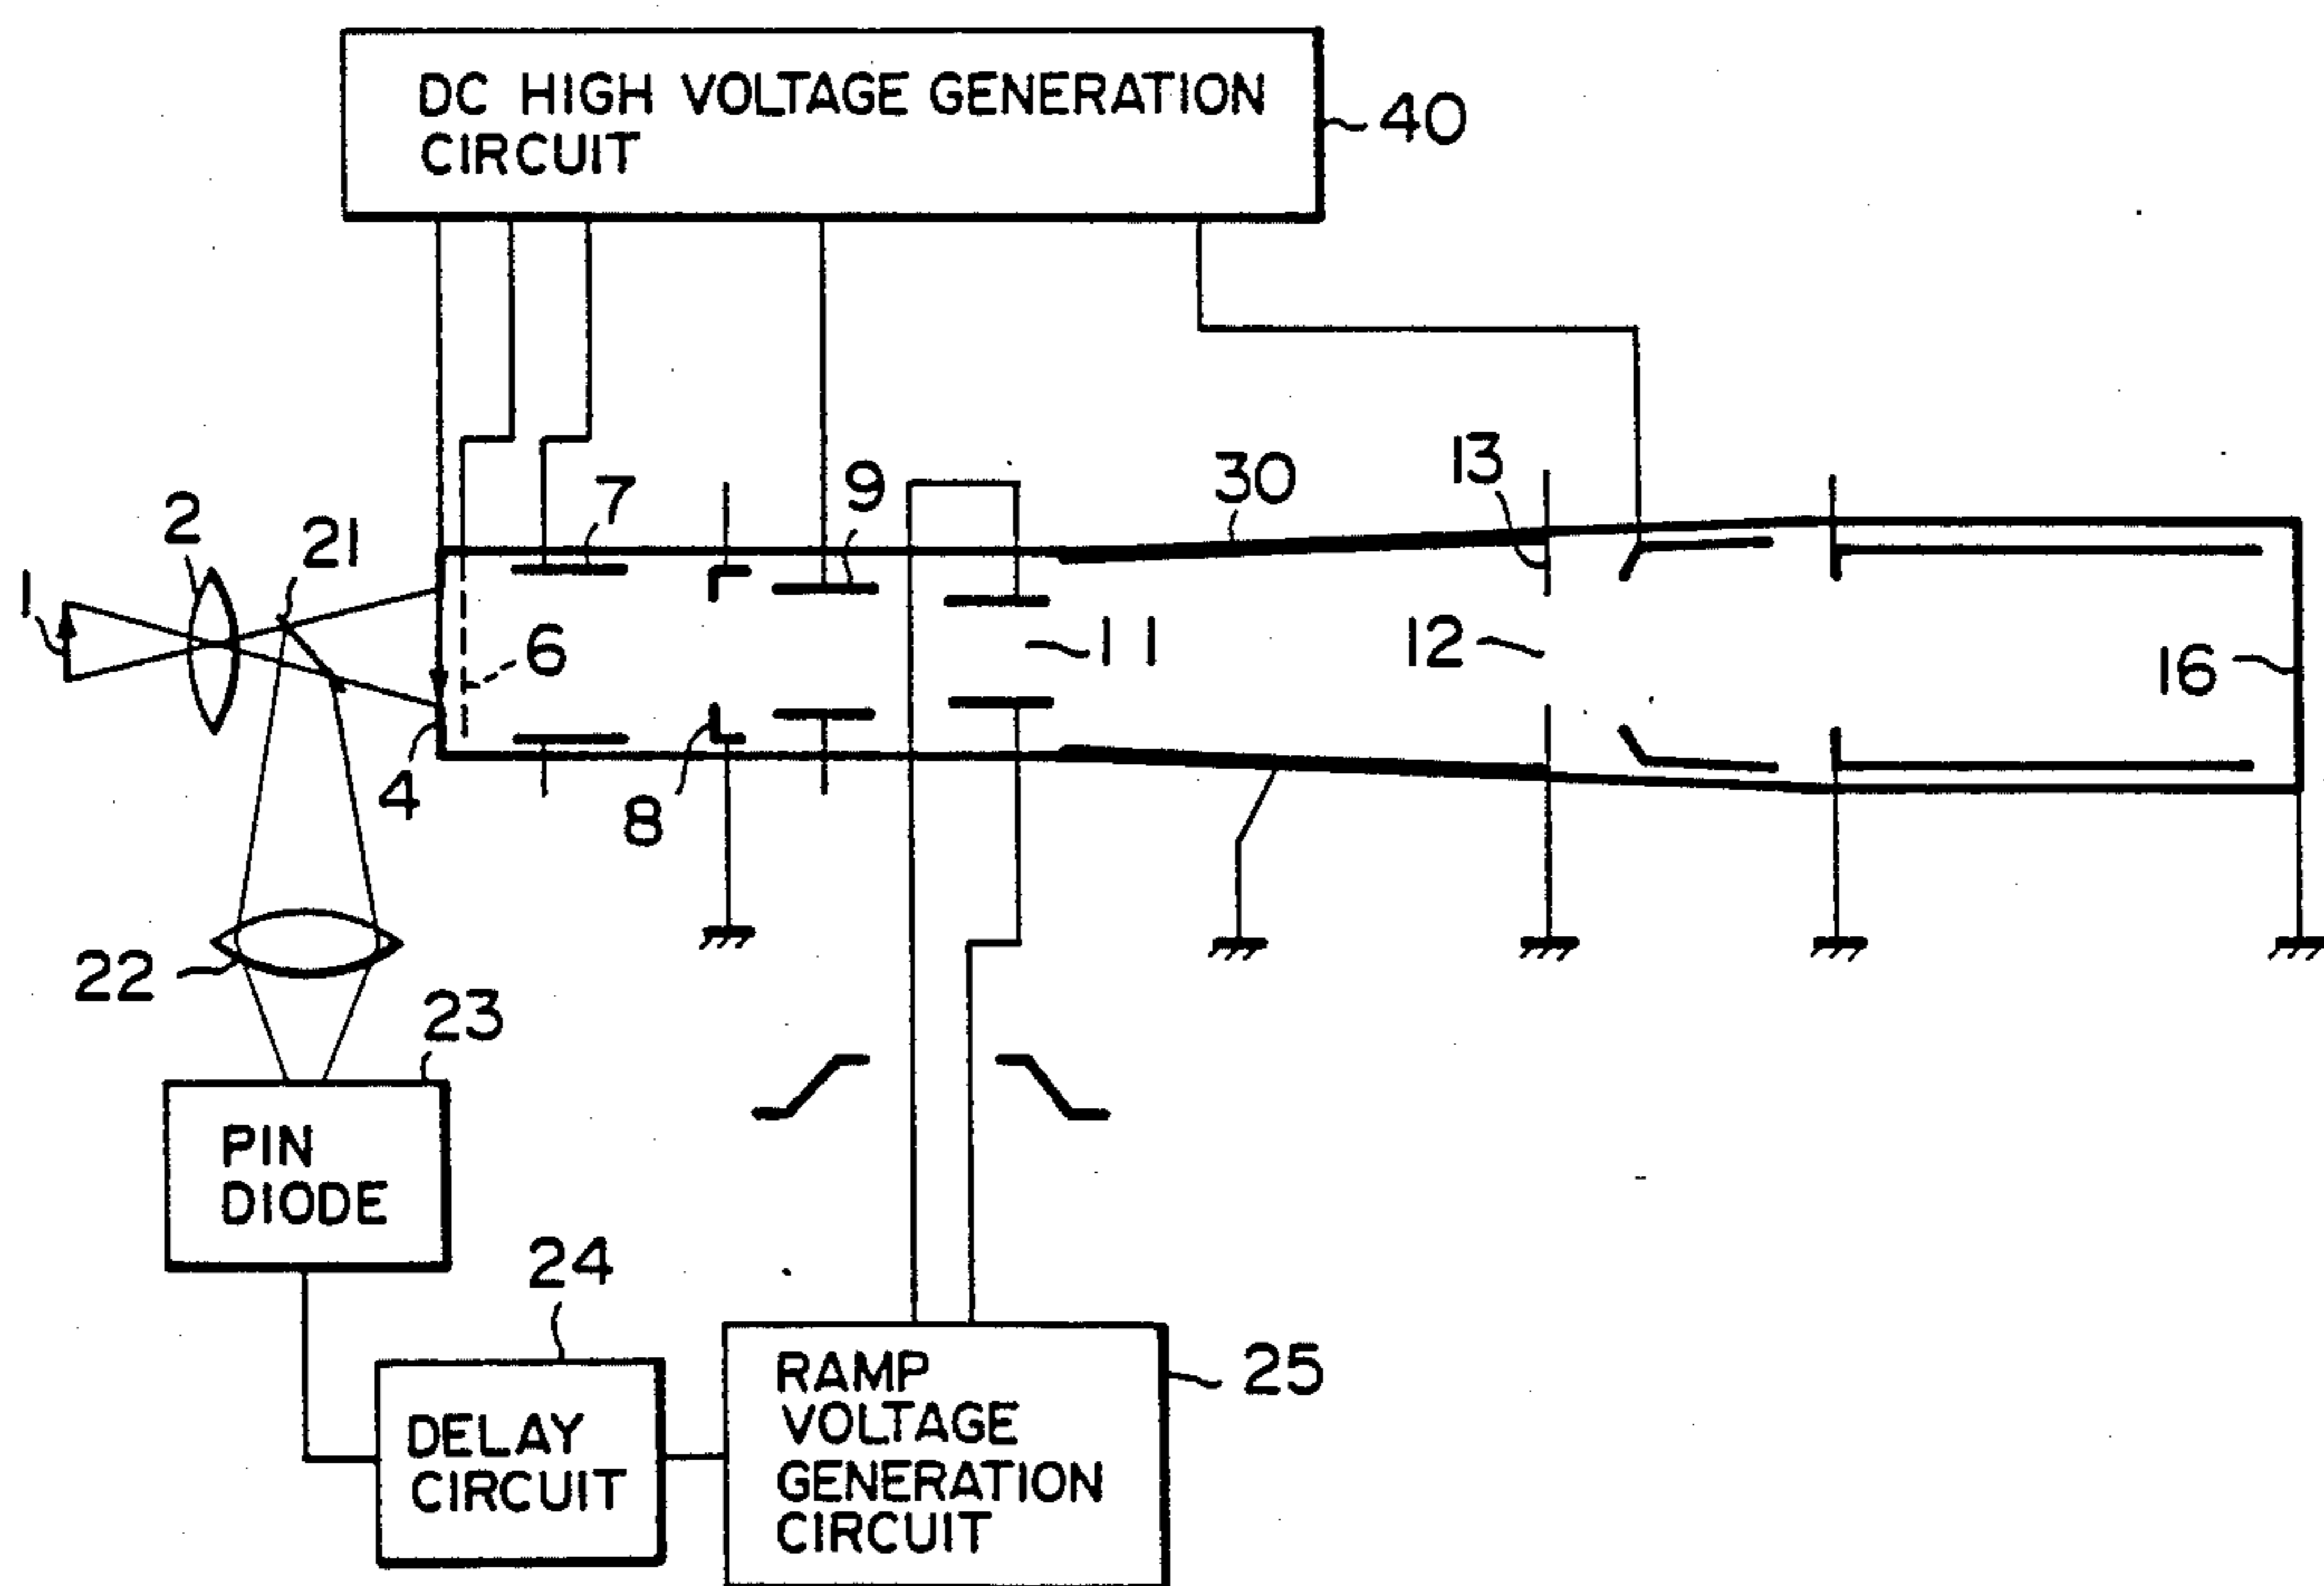 DC HIGH VOLTAGE GENERATION
CIRCUIT
40
1
2
21
7
9
30
13
6
11
12
16
4
8
22
23
PIN
DIODE
24
DELAY
CIRCUIT
RAMP
VOLTAGE
GENERATION
CIRCUIT
25